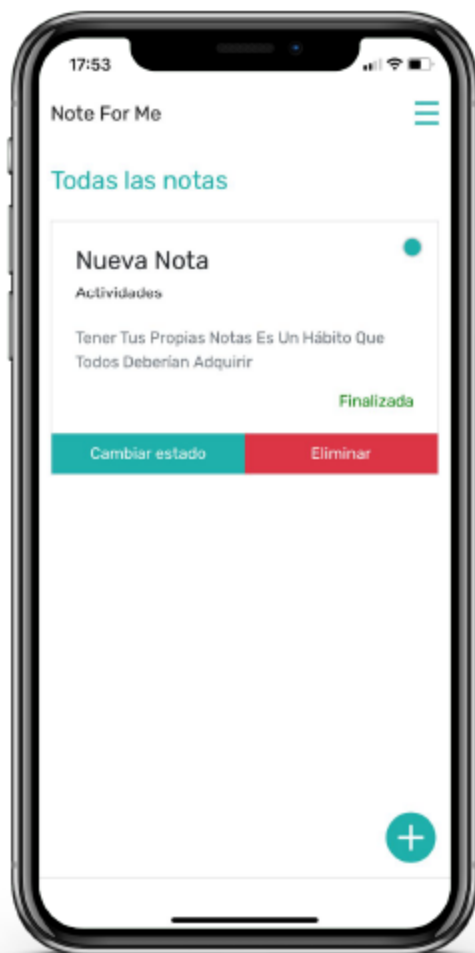 17:53
Note For Me
Todas las notas
Nueva Nota
Actividades
Tener Tus Propias Notas Es Un Hábito Que
Todos Deberían Adquirir
Finalizada
Cambiar estado
Eliminar